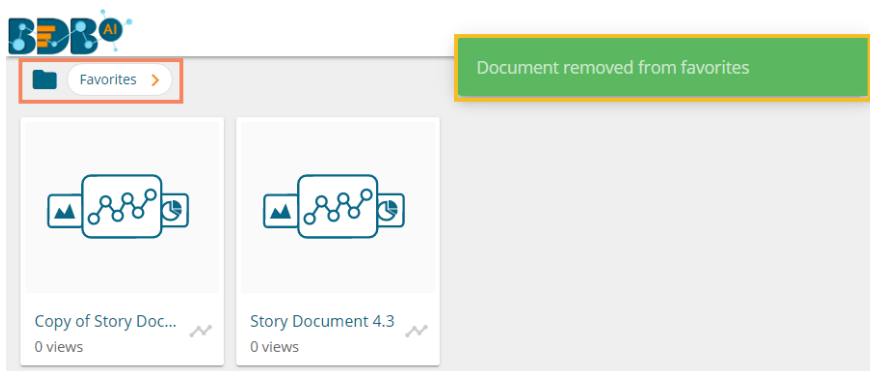 BDB AI
Document removed from favorites
Favorites
Copy of Story Doc...
0 views
Story Document 4.3
0 views